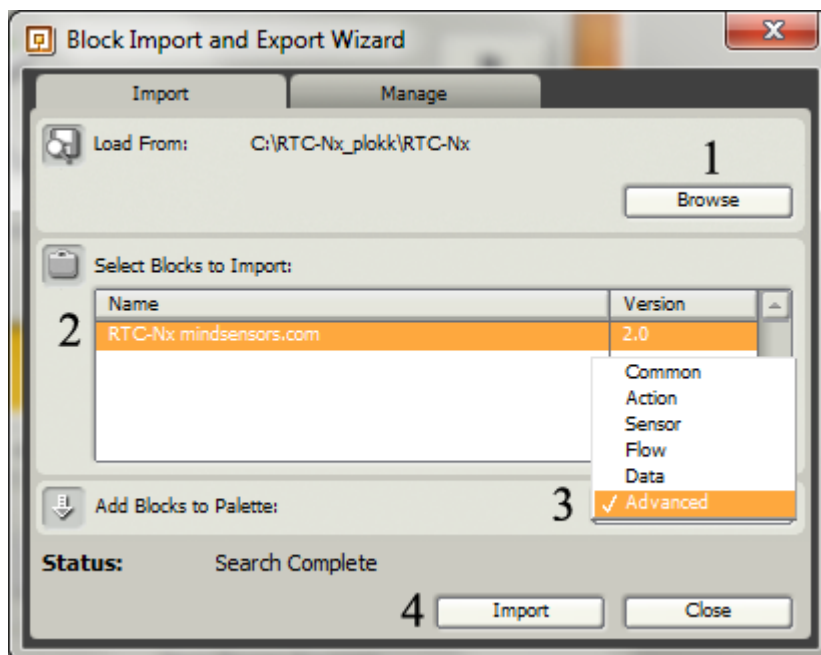 Block Import and Export Wizard
Import Manage
Load From: C:\RTC-Nx_plokk\RTC-Nx
1
Browse
Select Blocks to Import:
Name Version
2
RTC-Nx mindsensors.com 2.0
Common
Action
Sensor
Flow
Data
Add Blocks to Palette: 3 ✓ Advanced
Status: Search Complete
4 Import Close